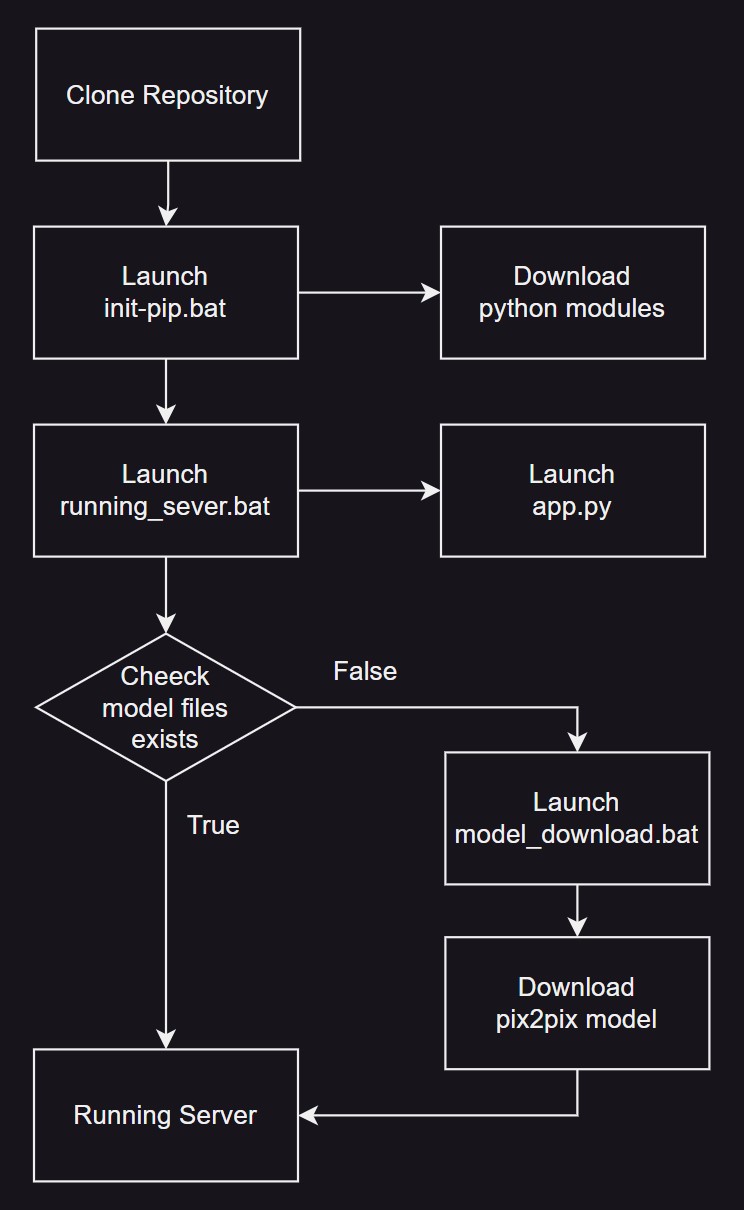 Clone Repository
Launch
init-pip.bat
Download
python modules
Launch
running_sever.bat
Launch
app.py
Cheeck
model files
exists
False
True
Launch
model_download.bat
Download
pix2pix model
Running Server